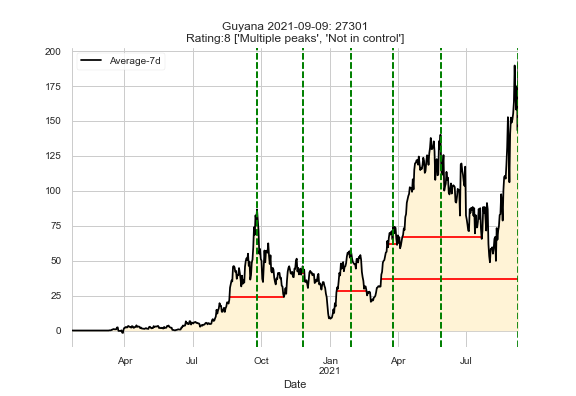 Guyana 2021-09-09: 27301
Rating:8 ['Multiple peaks', 'Not in control']
200
175
150
125
100
75
50
25
0
Average-7d
Apr
Jul
Oct
Jan
2021
Apr
Jul
Date